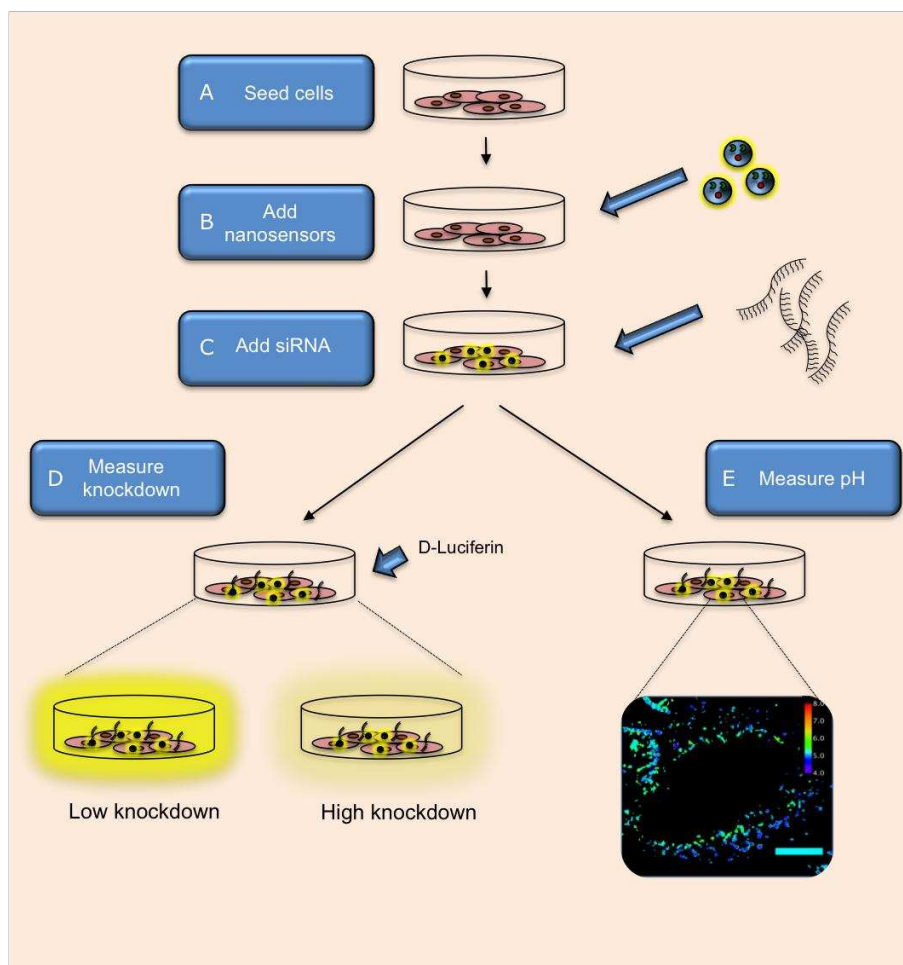 A Seed cells
B Add
nanosensors
C Add siRNA
D Measure
knockdown
E Measure pH
D-Luciferin
8.0
7.0
6.0
5.0
4.0
Low knockdown
High knockdown